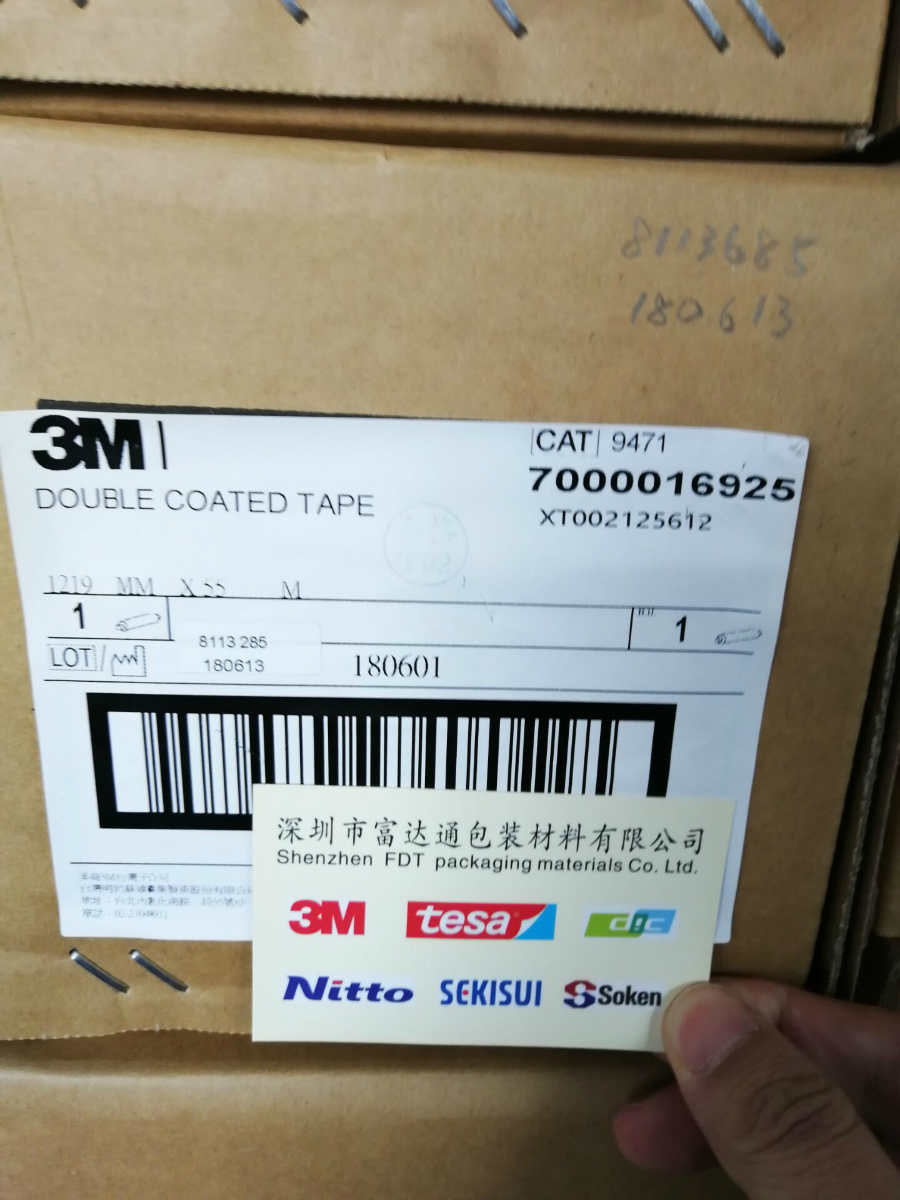 8113685
180613
3M
CAT 9471
7000016925
DOUBLE COATED TAPE
XT002125612
1219 MM X 55 M
1
1
8113 285
LOT
180613
180601
深圳市富达通包装材料有限公司
Shenzhen FDT packaging materials Co. Ltd.
3M tesa dic
Nitto SEKISUI Soken